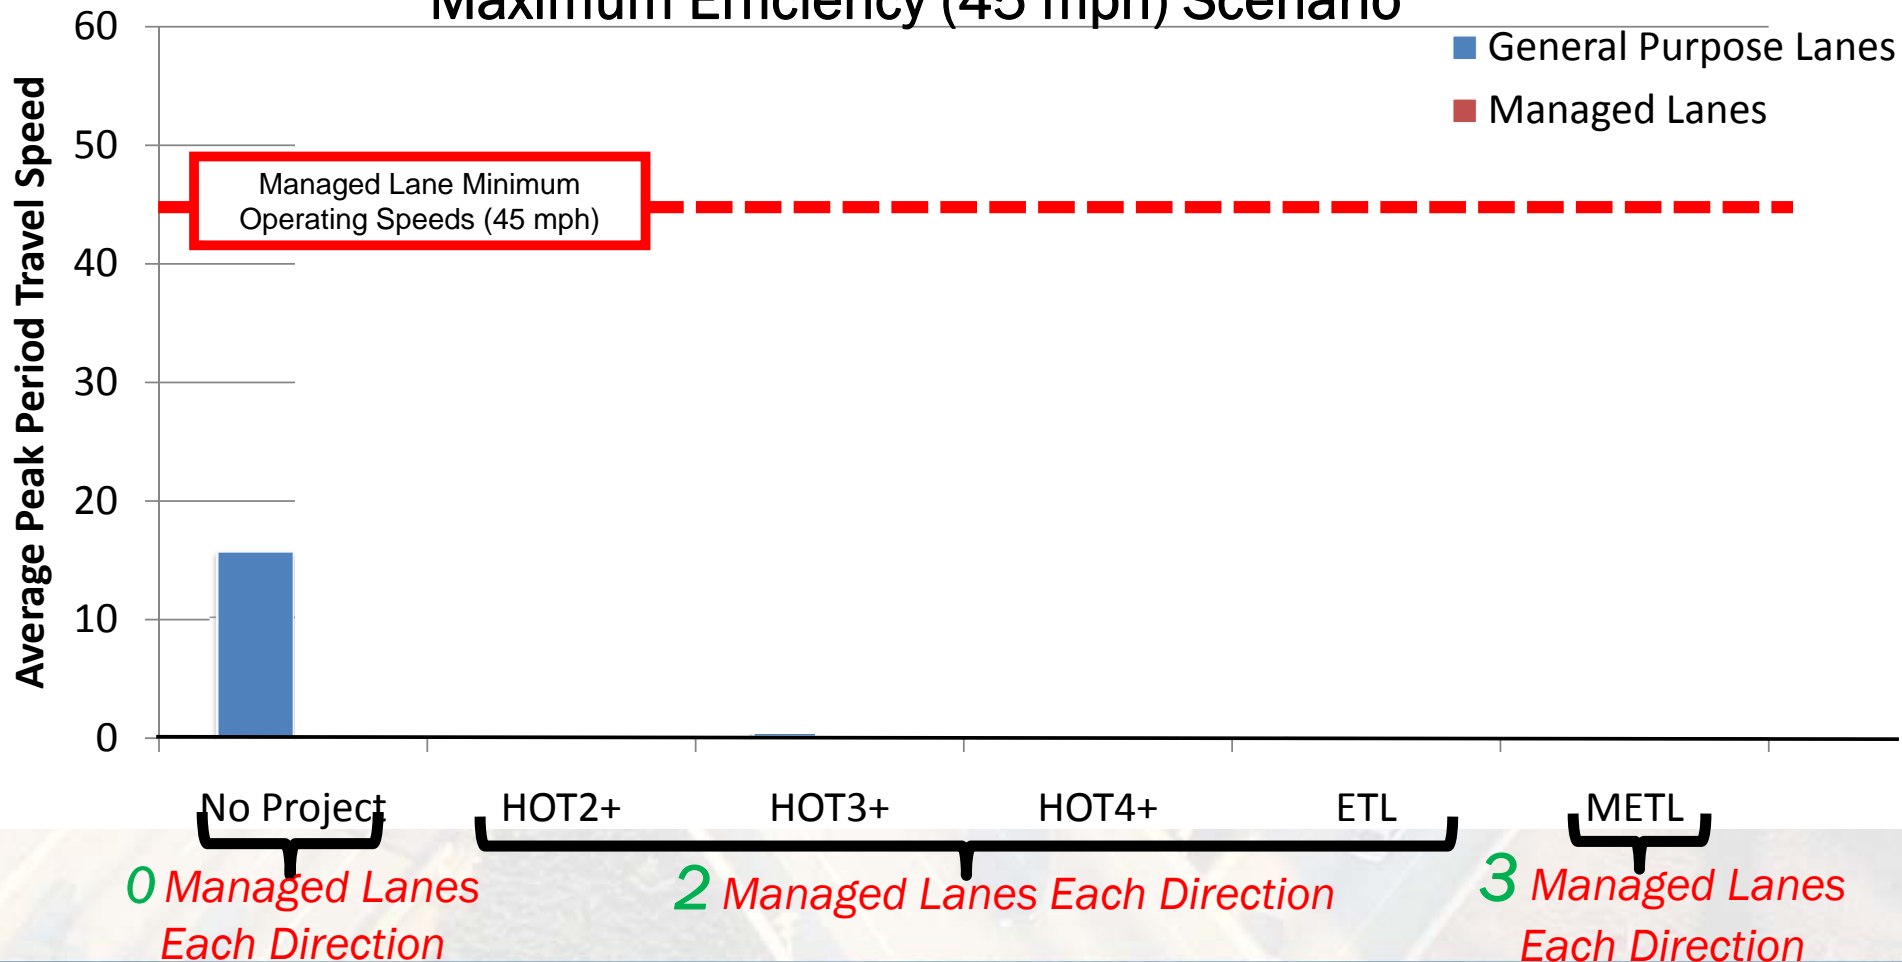 Maximum Efficiency (45 mph) Scenario
60
General Purpose Lanes
Managed Lanes
50
Managed Lane Minimum
Operating Speeds (45 mph)
40
30
20
10
0
Average Peak Period Travel Speed
No Project HOT2+ HOT3+ HOT4+ ETL METL
0 Managed Lanes
Each Direction
2 Managed Lanes Each Direction
3 Managed Lanes
Each Direction